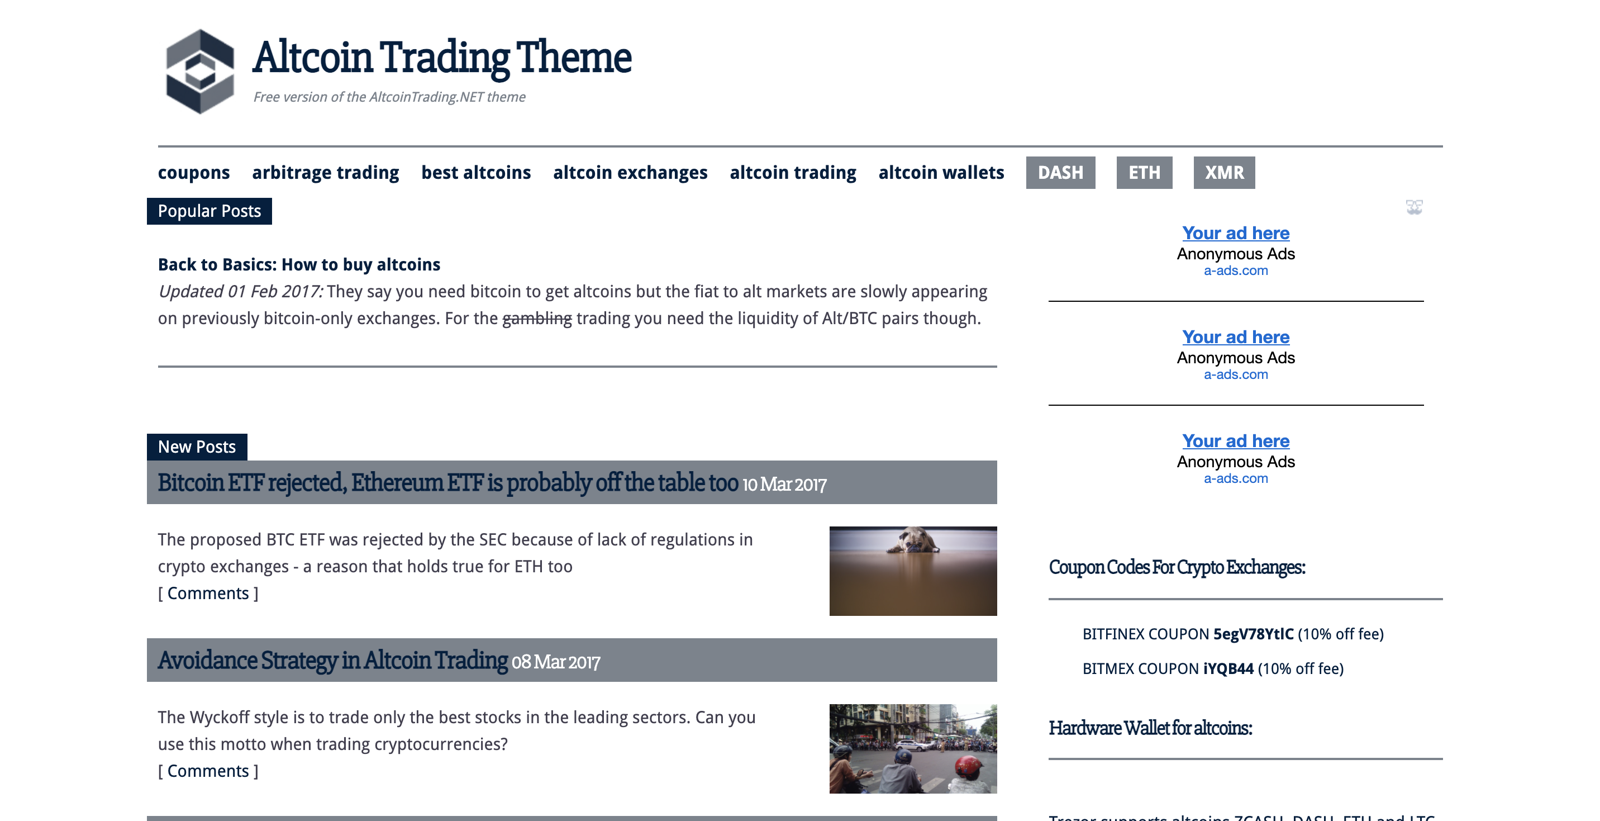 Altcoin Trading Theme
Free version of the AltcoinTrading.NET theme
coupons arbitrage trading best altcoins altcoin exchanges altcoin trading altcoin wallets DASH ETH XMR
Popular Posts
Back to Basics: How to buy altcoins
Updated 01 Feb 2017: They say you need bitcoin to get altcoins but the fiat to alt markets are slowly appearing
on previously bitcoin-only exchanges. For the gambling trading you need the liquidity of Alt/BTC pairs though.
New Posts
Bitcoin ETF rejected, Ethereum ETF is probably off the table too 10 Mar 2017
The proposed BTC ETF was rejected by the SEC because of lack of regulations in
crypto exchanges - a reason that holds true for ETH too
[ Comments ]
Avoidance Strategy in Altcoin Trading 08 Mar 2017
The Wyckoff style is to trade only the best stocks in the leading sectors. Can you
use this motto when trading cryptocurrencies?
[ Comments ]
Your ad here
Anonymous Ads
a-ads.com
Your ad here
Anonymous Ads
a-ads.com
Your ad here
Anonymous Ads
a-ads.com
Coupon Codes For Crypto Exchanges:
BITFINEX COUPON 5egV78YtlC (10% off fee)
BITMEX COUPON iYQB44 (10% off fee)
Hardware Wallet for altcoins:
Trezor supports altcoins ZCASH, DASH, ETH and LTC